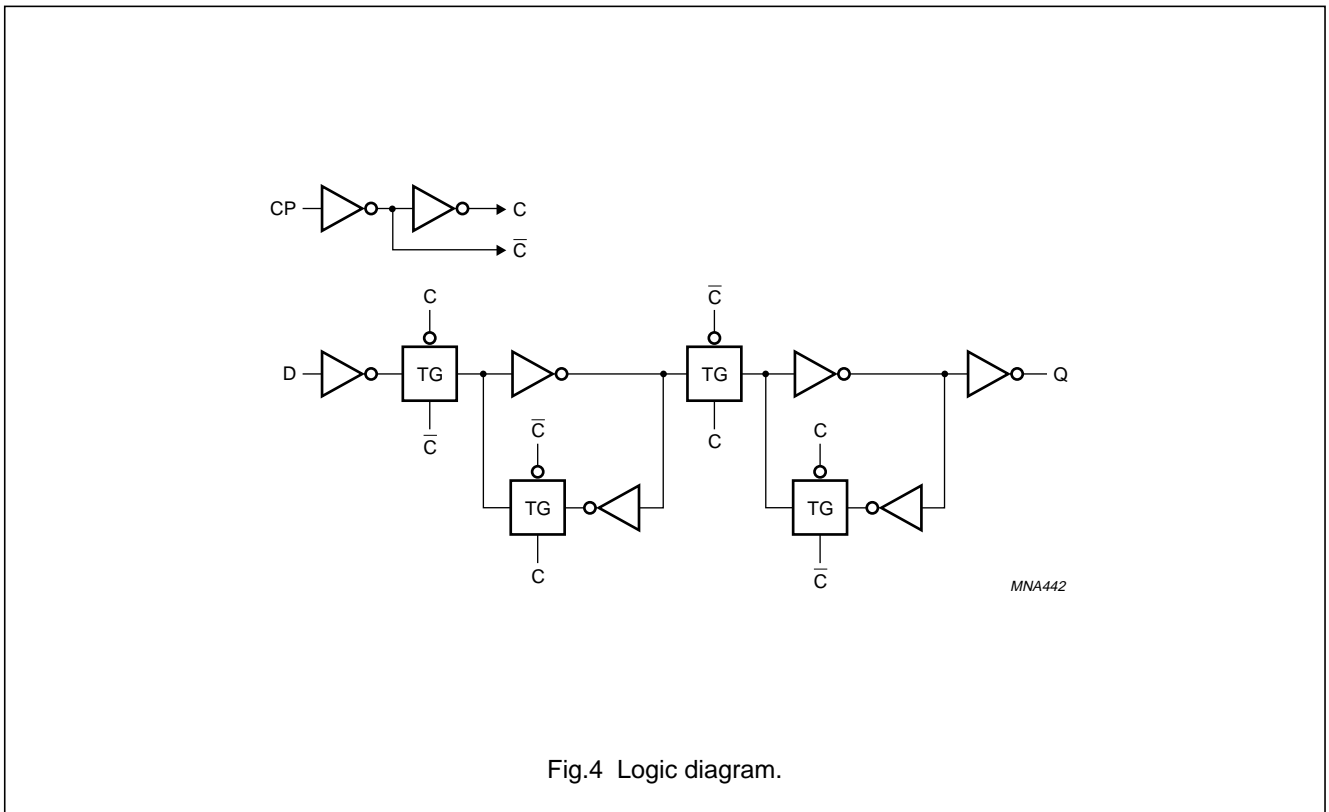 CP
C
C̅
C
C̅
D
TG
TG
Q
C̅
C̅
C
C
TG
TG
C
C̅
MNA442
Fig.4 Logic diagram.